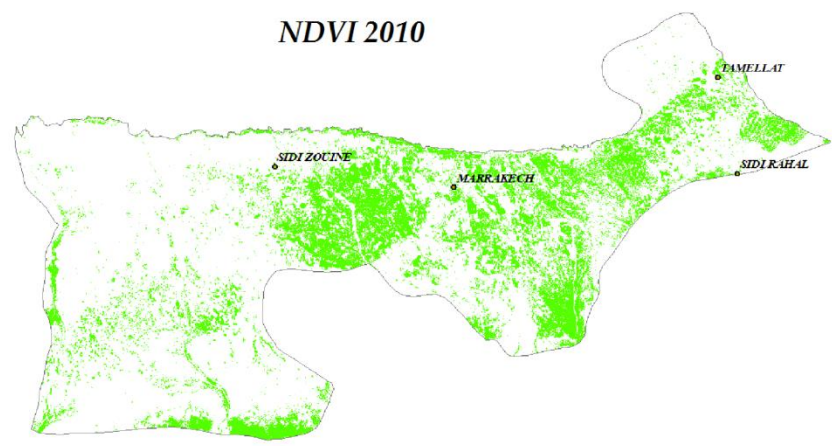 NDVI 2010
TAMELLAT
SIDI ZOUINE
SIDI RAHAL
MARRAKECH